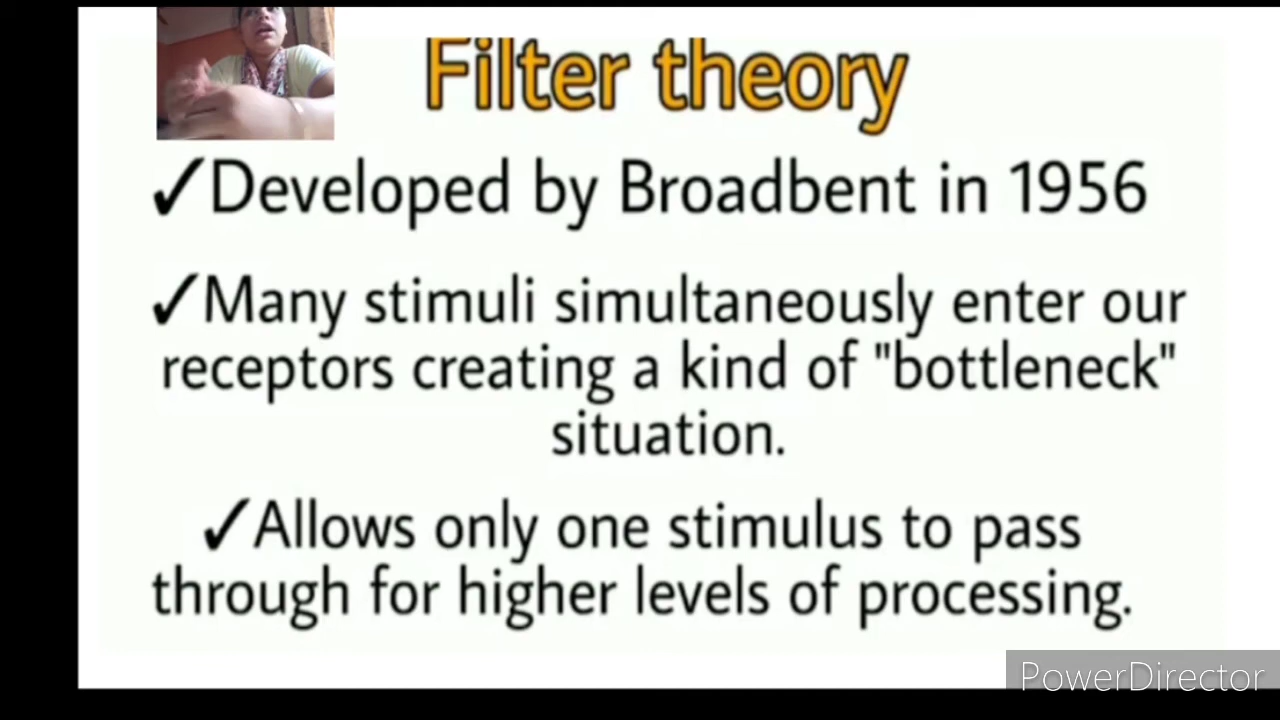 Filter theory
✓Developed by Broadbent in 1956
✓Many stimuli simultaneously enter our
receptors creating a kind of "bottleneck"
situation.
✓Allows only one stimulus to pass
through for higher levels of processing.
PowerDirector